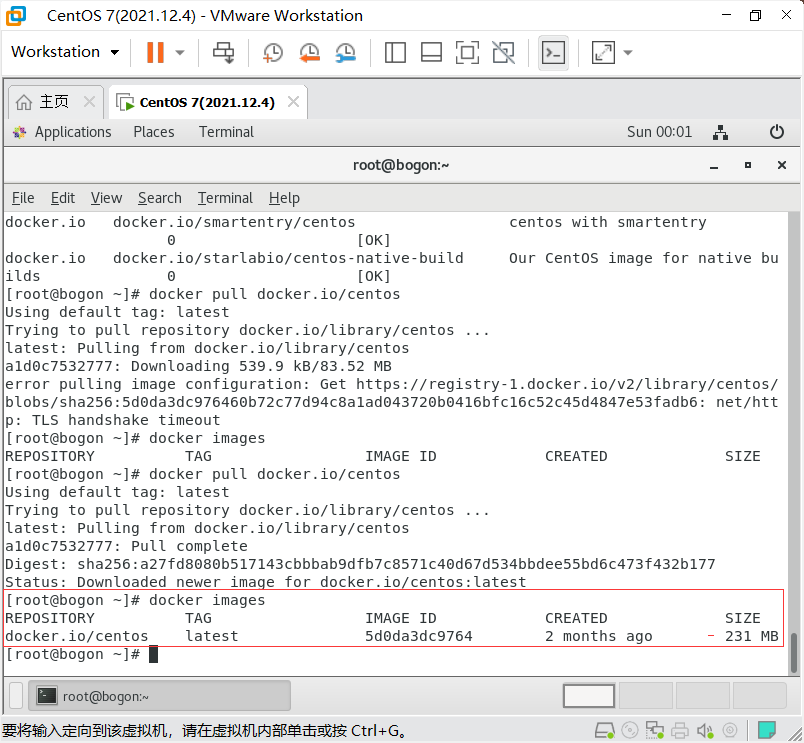 CentOS 7(2021.12.4) - VMware Workstation
Workstation
主页
CentOS 7(2021.12.4)
Applications Places Terminal Sun 00:01
root@bogon:~
File Edit View Search Terminal Help
docker.io docker.io/smartentry/centos centos with smartentry
0 [OK]
docker.io docker.io/starlabio/centos-native-build Our CentOS image for native bu
ilds 0 [OK]
[root@bogon ~]# docker pull docker.io/centos
Using default tag: latest
Trying to pull repository docker.io/library/centos ...
latest: Pulling from docker.io/library/centos
a1d0c7532777: Downloading 539.9 kB/83.52 MB
error pulling image configuration: Get https://registry-1.docker.io/v2/library/centos/
blobs/sha256:5d0da3dc976460b72c77d94c8a1ad043720b0416bfc16c52c45d4847e53fadb6: net/htt
p: TLS handshake timeout
[root@bogon ~]# docker images
REPOSITORY TAG IMAGE ID CREATED SIZE
[root@bogon ~]# docker pull docker.io/centos
Using default tag: latest
Trying to pull repository docker.io/library/centos ...
latest: Pulling from docker.io/library/centos
a1d0c7532777: Pull complete
Digest: sha256:a27fd8080b517143cbbbab9dfb7c8571c40d67d534bbdee55bd6c473f432b177
Status: Downloaded newer image for docker.io/centos:latest
[root@bogon ~]# docker images
REPOSITORY TAG IMAGE ID CREATED SIZE
docker.io/centos latest 5d0da3dc9764 2 months ago 231 MB
[root@bogon ~]#
root@bogon:~
要将输入定向到该虚拟机，请在虚拟机内部单击或按 Ctrl+G。